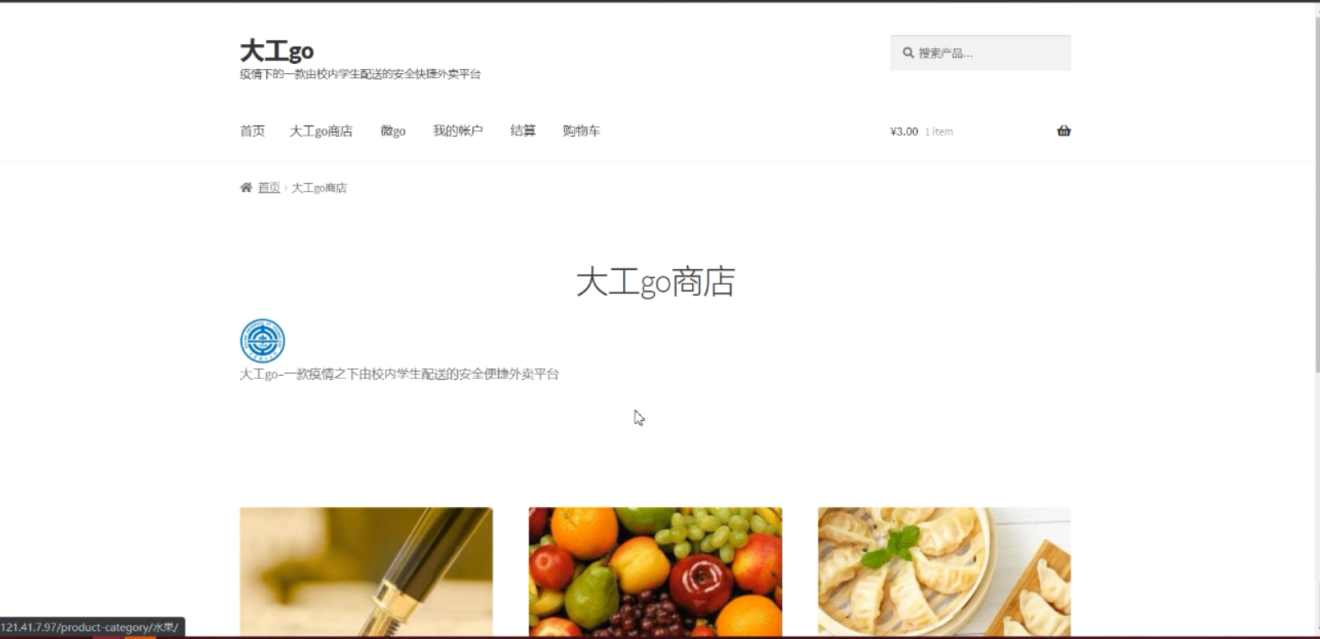 大工go
疫情下的一款由校内学生配送的安全快捷外卖平台
搜索产品...
首页 大工go商店 微go 我的帐户 结算 购物车
¥3.00 1 item
首页 › 大工go商店
大工go商店
大工go–一款疫情之下由校内学生配送的安全便捷外卖平台
121.41.7.97/product-category/水果/